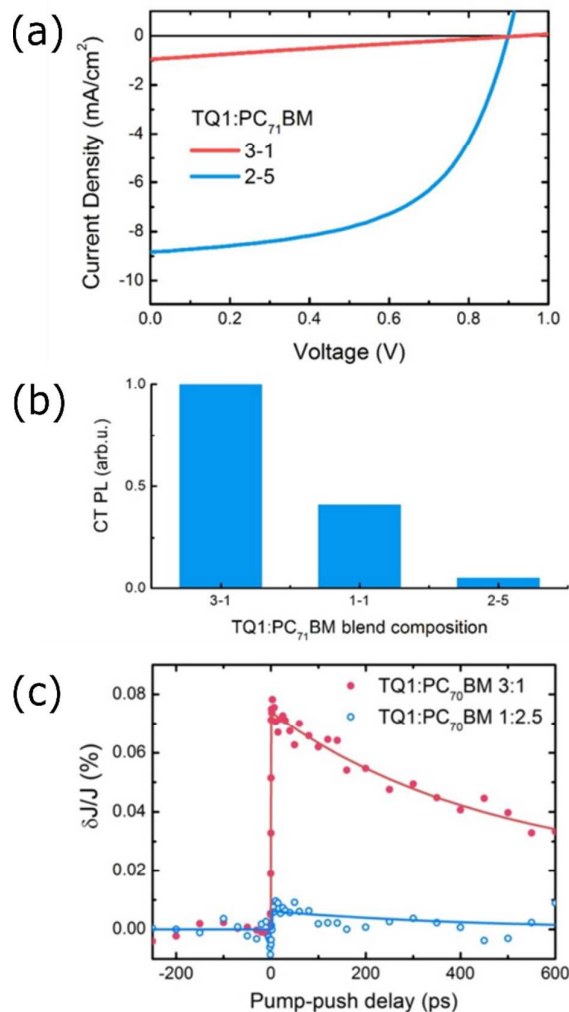 (a)
0
-2
-4
-6
-8
-10
Current Density (mA/cm²)
TQ1:PC₇₁BM
3-1
2-5
0.0 0.2 0.4 0.6 0.8 1.0
Voltage (V)
(b)
1.0
0.5
0.0
CT PL (arb.u.)
3-1 1-1 2-5
TQ1:PC₇₁BM blend composition
(c)
0.08
0.06
0.04
0.02
0.00
δJ/J (%)
TQ1:PC₇₀BM 3:1
TQ1:PC₇₀BM 1:2.5
-200 0 200 400 600
Pump-push delay (ps)